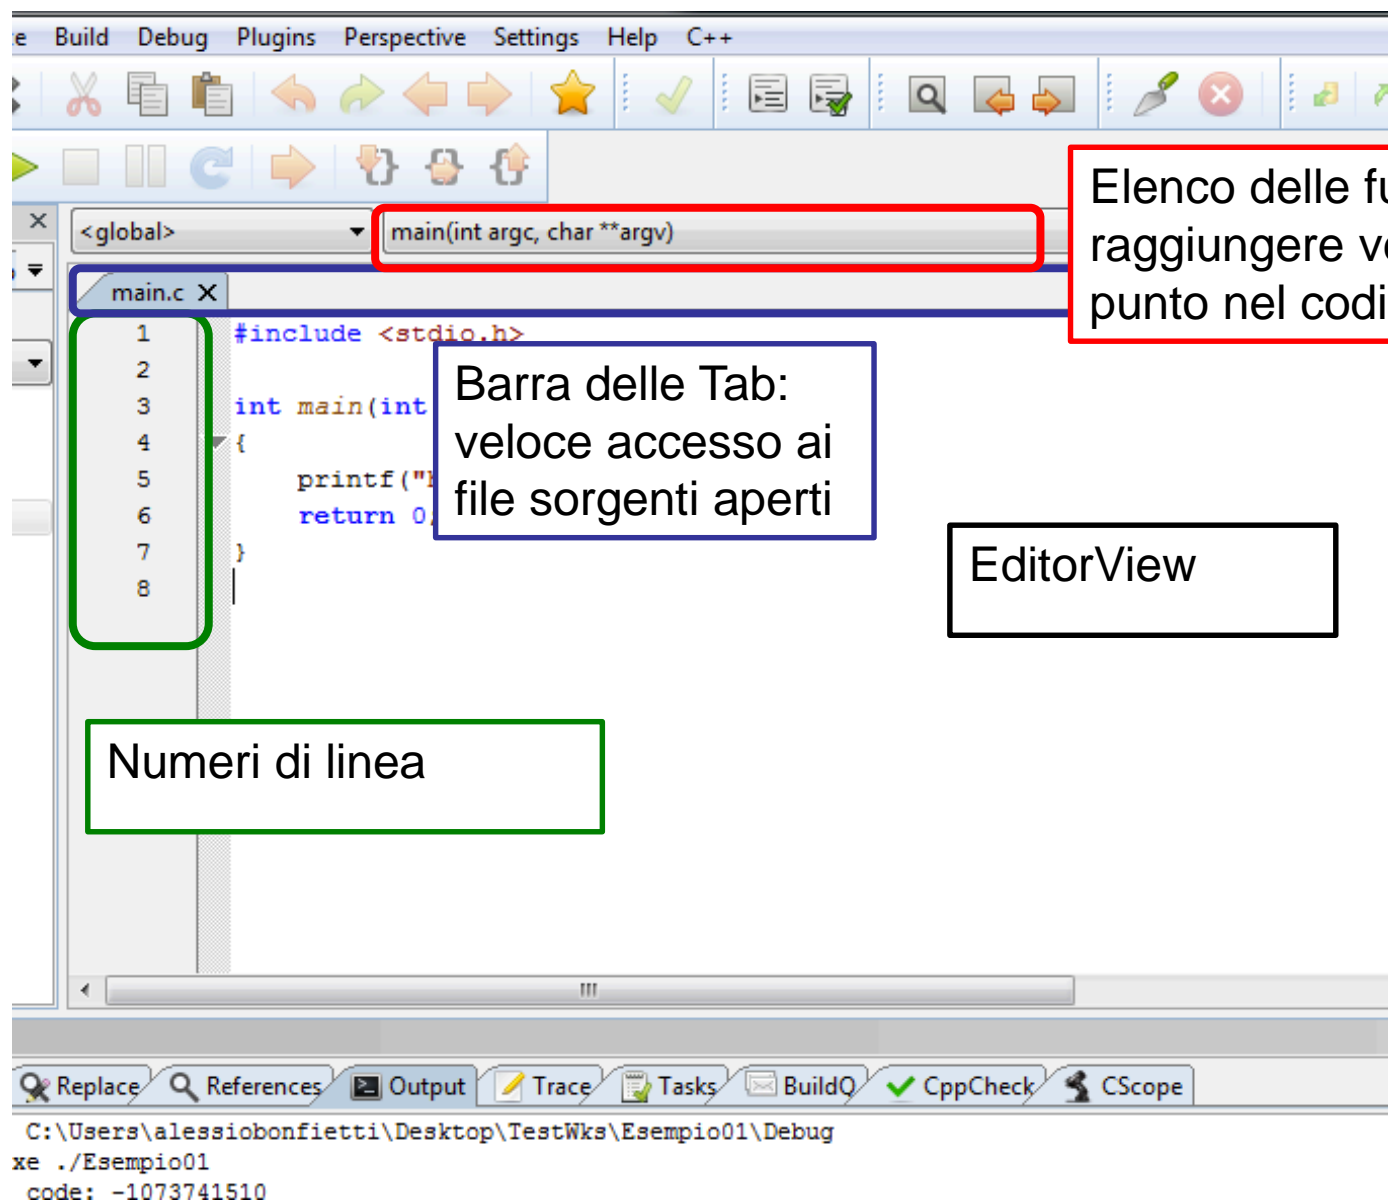 Build Debug Plugins Perspective Settings Help C++
<global>
main(int argc, char **argv)
Elenco delle
raggiungere
punto nel
main.c
1 #include <stdio.h>
2
3 int main(int
4 {
5 printf("
6 return 0
7 }
8
Barra delle Tab:
veloce accesso ai
file sorgenti aperti
EditorView
Numeri di linea
Replace References Output Trace Tasks BuildQ CppCheck CScope
C:\Users\alessiobonfietti\Desktop\TestWks\Esempio01\Debug
xe ./Esempio01
code: -1073741510